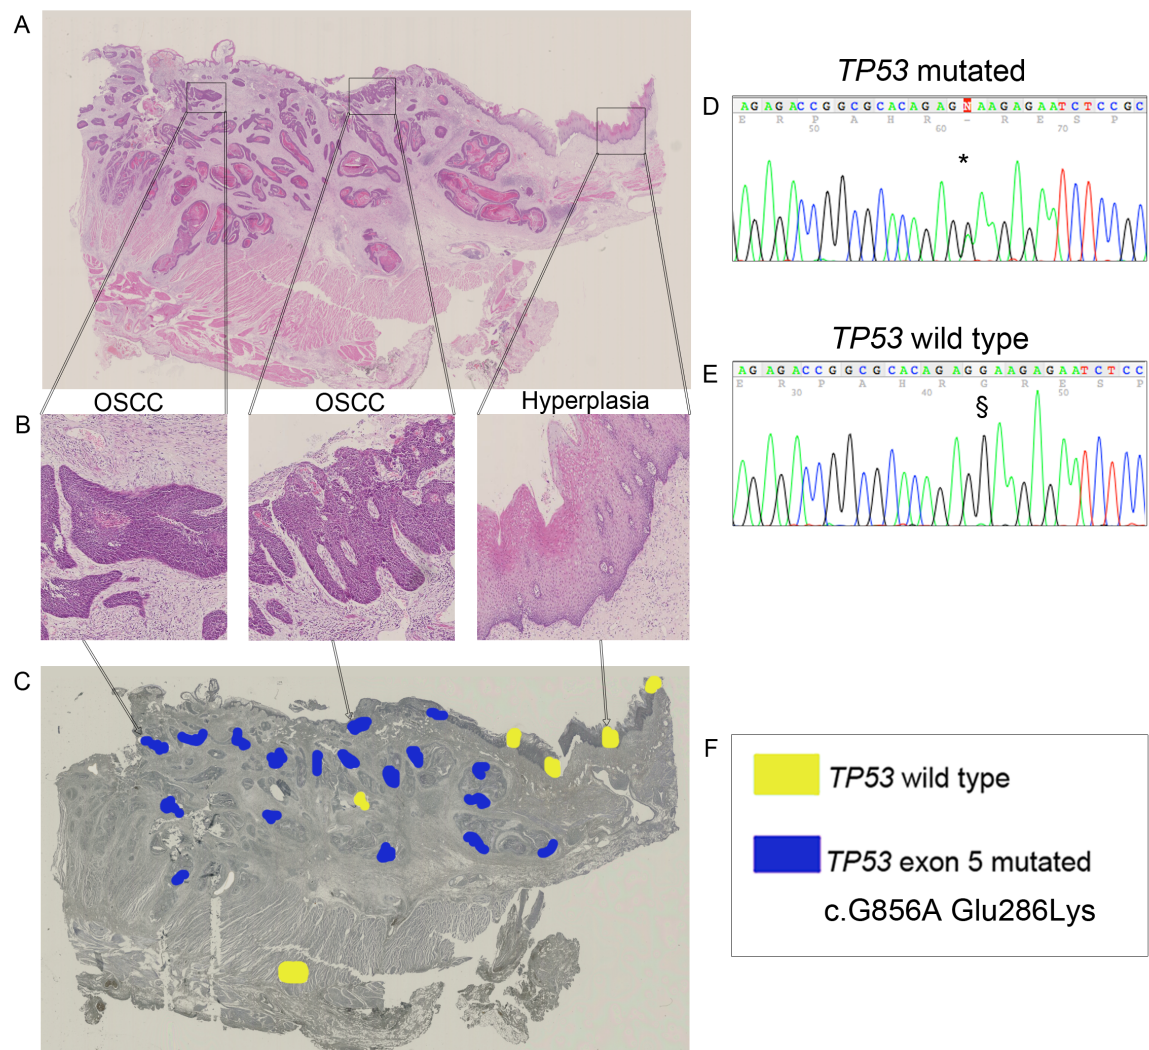 A
OSCC
OSCC
Hyperplasia
B
C
TP53 mutated
D
AGAGACCGGCGCACAGAGNAAGAGAATCTCCGC
E R P A H R - R E S P
50 60 70
*
TP53 wild type
E
AGAGACCGGCGCACAGAGGAAGAGAATCTCC
E R P A H R G R E S P
30 40 50
§
F
TP53 wild type
TP53 exon 5 mutated
c.G856A Glu286Lys